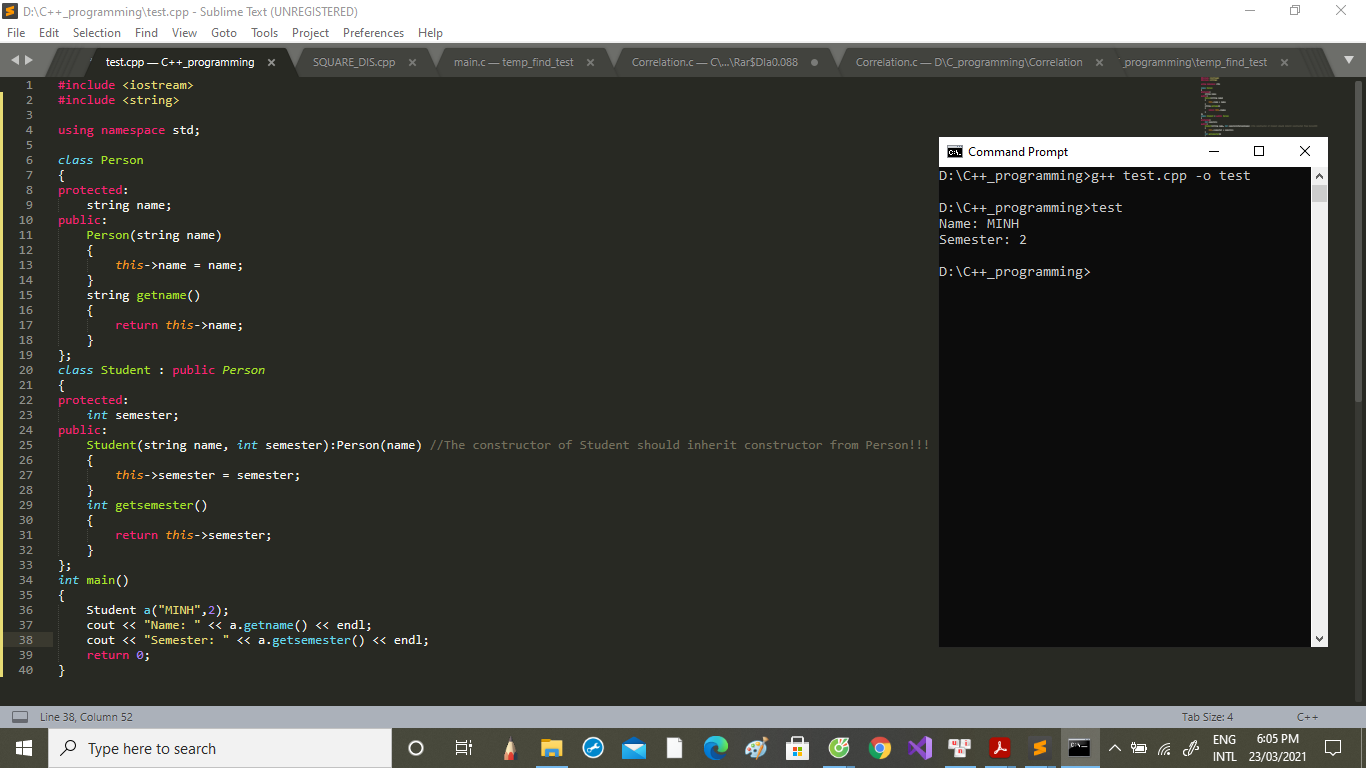 D:\C++_programming\test.cpp - Sublime Text (UNREGISTERED)
File Edit Selection Find View Goto Tools Project Preferences Help
test.cpp — C++_programming × SQUARE_DIS.cpp × main.c — temp_find_test × Correlation.c — C\...\Rar$DIa0.088 Correlation.c — D\C_programming\Correlation × _programming\temp_find_test ×
1 #include <iostream>
2 #include <string>
3
4 using namespace std;
5
6 class Person
7 {
8 protected:
9 string name;
10 public:
11 Person(string name)
12 {
13 this->name = name;
14 }
15 string getname()
16 {
17 return this->name;
18 }
19 };
20 class Student : public Person
21 {
22 protected:
23 int semester;
24 public:
25 Student(string name, int semester):Person(name) //The constructor of Student should inherit constructor from Person!!!
26 {
27 this->semester = semester;
28 }
29 int getsemester()
30 {
31 return this->semester;
32 }
33 };
34 int main()
35 {
36 Student a("MINH",2);
37 cout << "Name: " << a.getname() << endl;
38 cout << "Semester: " << a.getsemester() << endl;
39 return 0;
40 }
Command Prompt
D:\C++_programming>g++ test.cpp -o test
D:\C++_programming>test
Name: MINH
Semester: 2
D:\C++_programming>
Line 38, Column 52 Tab Size: 4 C++
Type here to search
ENG 6:05 PM
INTL 23/03/2021